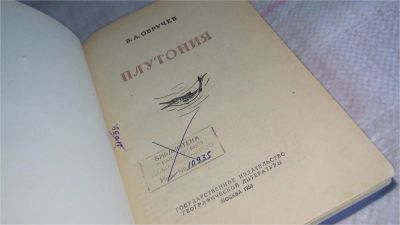 В. А. ОБРУЧЕВ
ПЛУТОНИЯ
БИБЛИОТЕКА
10935
ГОСУДАРСТВЕННОЕ ИЗДАТЕЛЬСТВО
ГЕОГРАФИЧЕСКОЙ ЛИТЕРАТУРЫ
МОСКВА